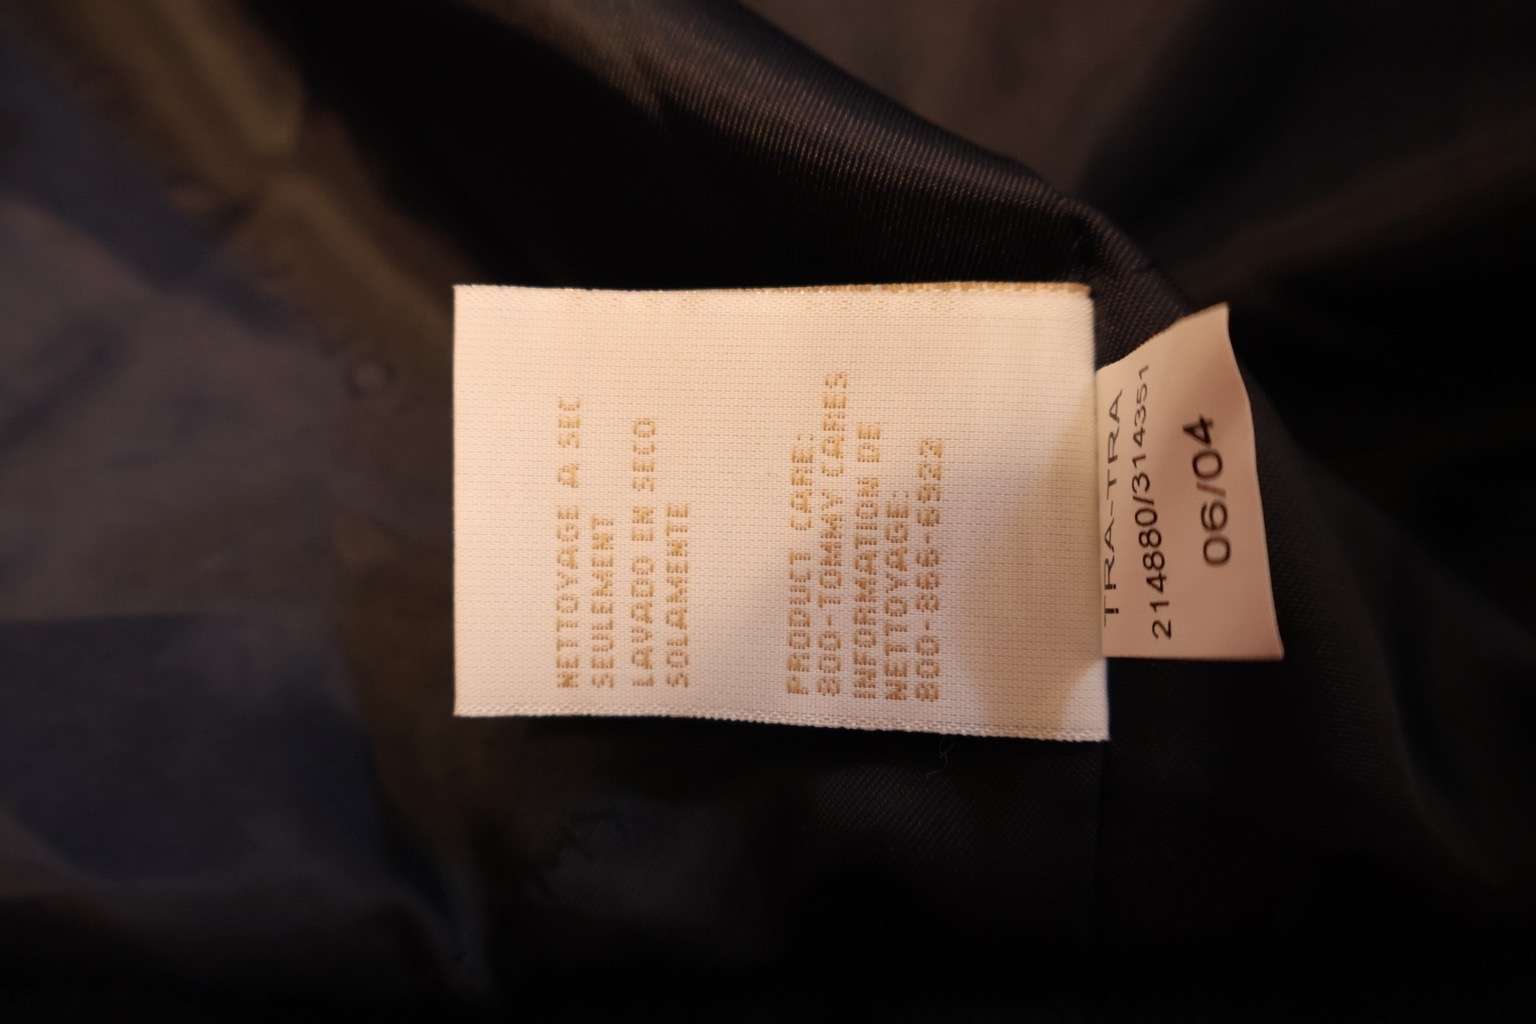 NETTOYAGE A SEC
SEULEMENT
LAVADO EN SECO
SOLAMENTE
PRODUCT CARE:
800-TOMMY CARES
INFORMATION DE
NETTOYAGE:
800-866-6922
TRA-TRA
214880/314351
06/04